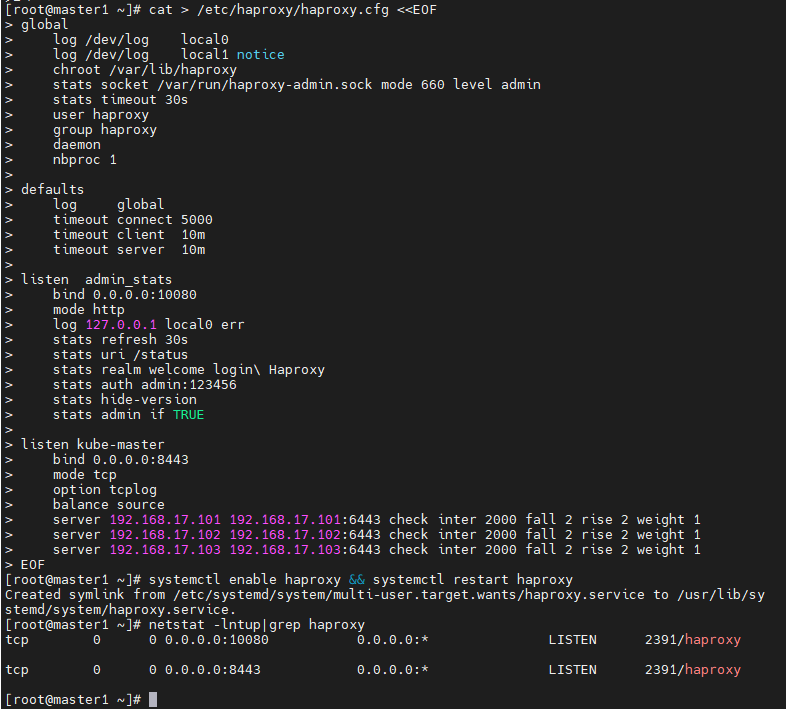 [root@master1 ~]# cat > /etc/haproxy/haproxy.cfg <<EOF
> global
>     log /dev/log    local0
>     log /dev/log    local1 notice
>     chroot /var/lib/haproxy
>     stats socket /var/run/haproxy-admin.sock mode 660 level admin
>     stats timeout 30s
>     user haproxy
>     group haproxy
>     daemon
>     nbproc 1
>
> defaults
>     log     global
>     timeout connect 5000
>     timeout client  10m
>     timeout server  10m
>
> listen  admin_stats
>     bind 0.0.0.0:10080
>     mode http
>     log 127.0.0.1 local0 err
>     stats refresh 30s
>     stats uri /status
>     stats realm welcome login\ Haproxy
>     stats auth admin:123456
>     stats hide-version
>     stats admin if TRUE
>
> listen kube-master
>     bind 0.0.0.0:8443
>     mode tcp
>     option tcplog
>     balance source
>     server 192.168.17.101 192.168.17.101:6443 check inter 2000 fall 2 rise 2 weight 1
>     server 192.168.17.102 192.168.17.102:6443 check inter 2000 fall 2 rise 2 weight 1
>     server 192.168.17.103 192.168.17.103:6443 check inter 2000 fall 2 rise 2 weight 1
> EOF
[root@master1 ~]# systemctl enable haproxy && systemctl restart haproxy
Created symlink from /etc/systemd/system/multi-user.target.wants/haproxy.service to /usr/lib/sy
stemd/system/haproxy.service.
[root@master1 ~]# netstat -lntup|grep haproxy
tcp        0      0 0.0.0.0:10080           0.0.0.0:*               LISTEN      2391/haproxy
tcp        0      0 0.0.0.0:8443            0.0.0.0:*               LISTEN      2391/haproxy
[root@master1 ~]#